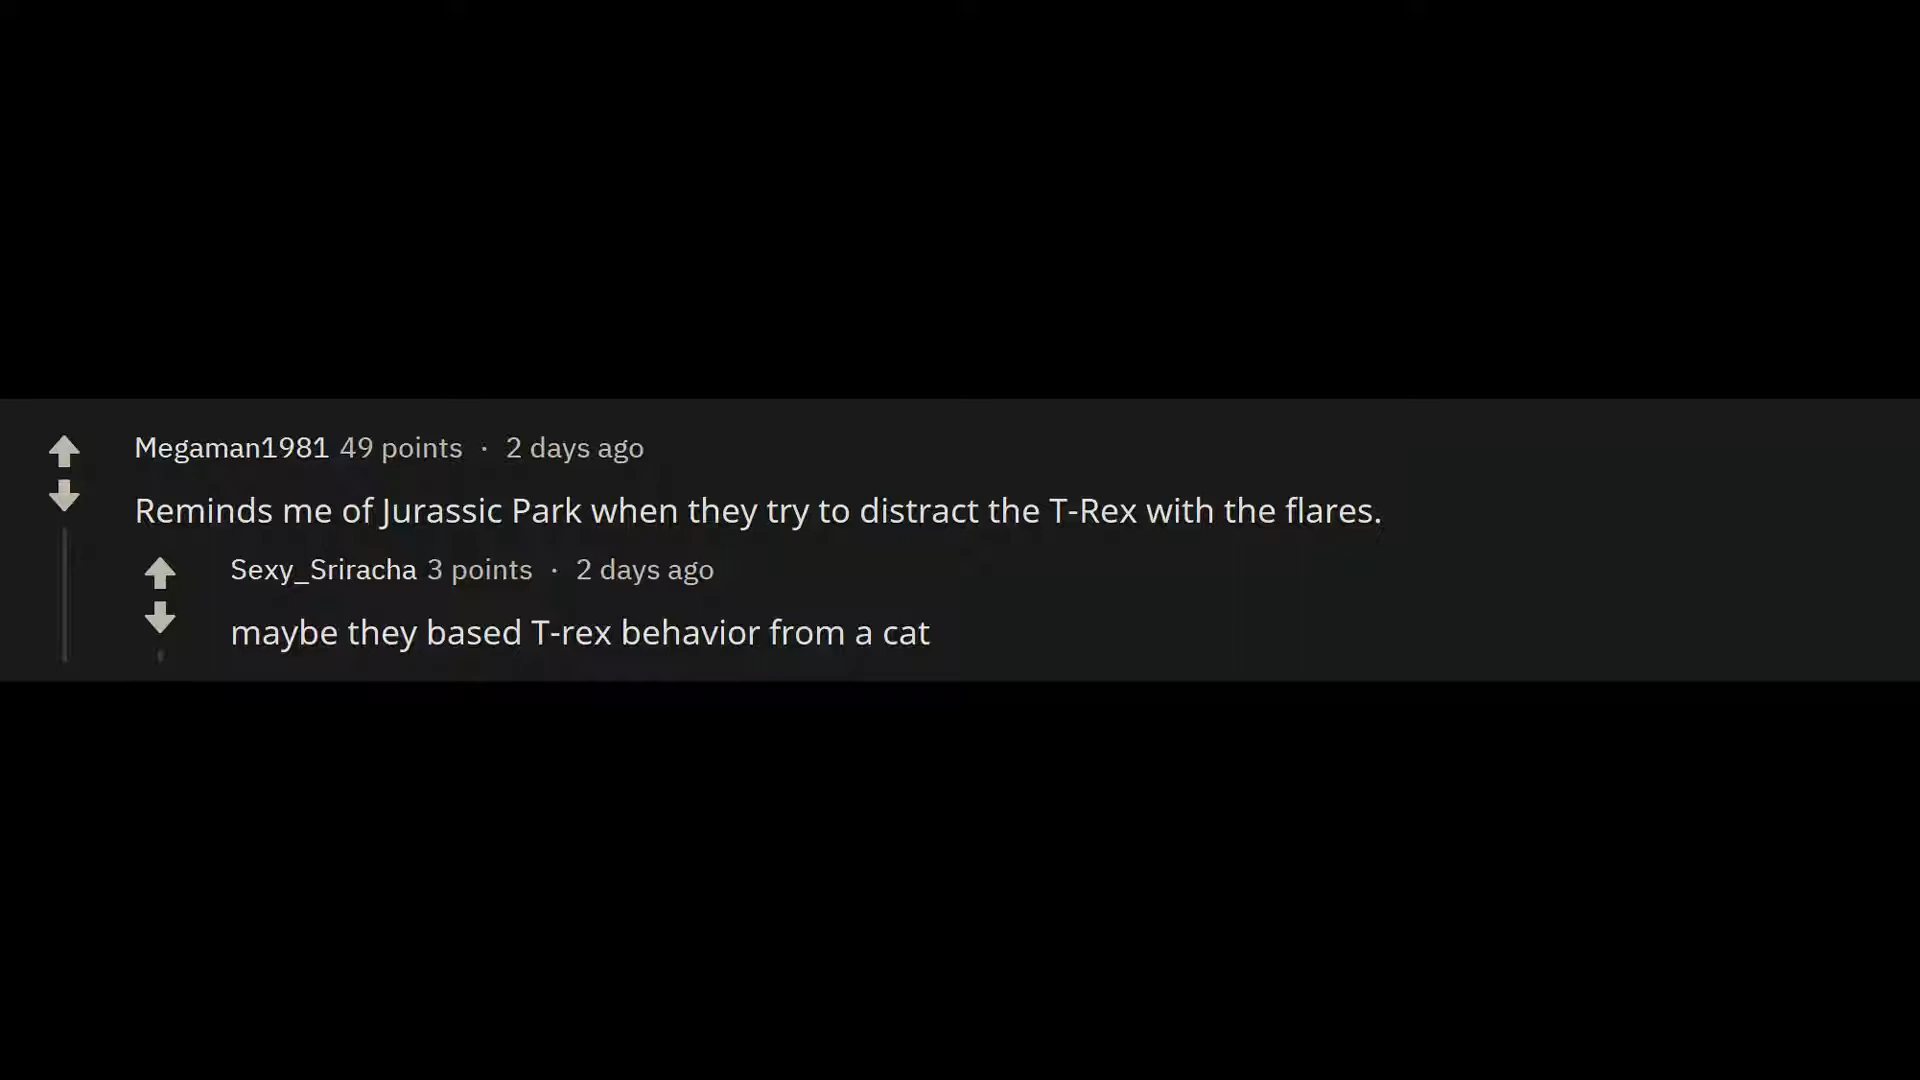 Megaman1981 49 points · 2 days ago
Reminds me of Jurassic Park when they try to distract the T-Rex with the flares.
Sexy_Sriracha 3 points · 2 days ago
maybe they based T-rex behavior from a cat